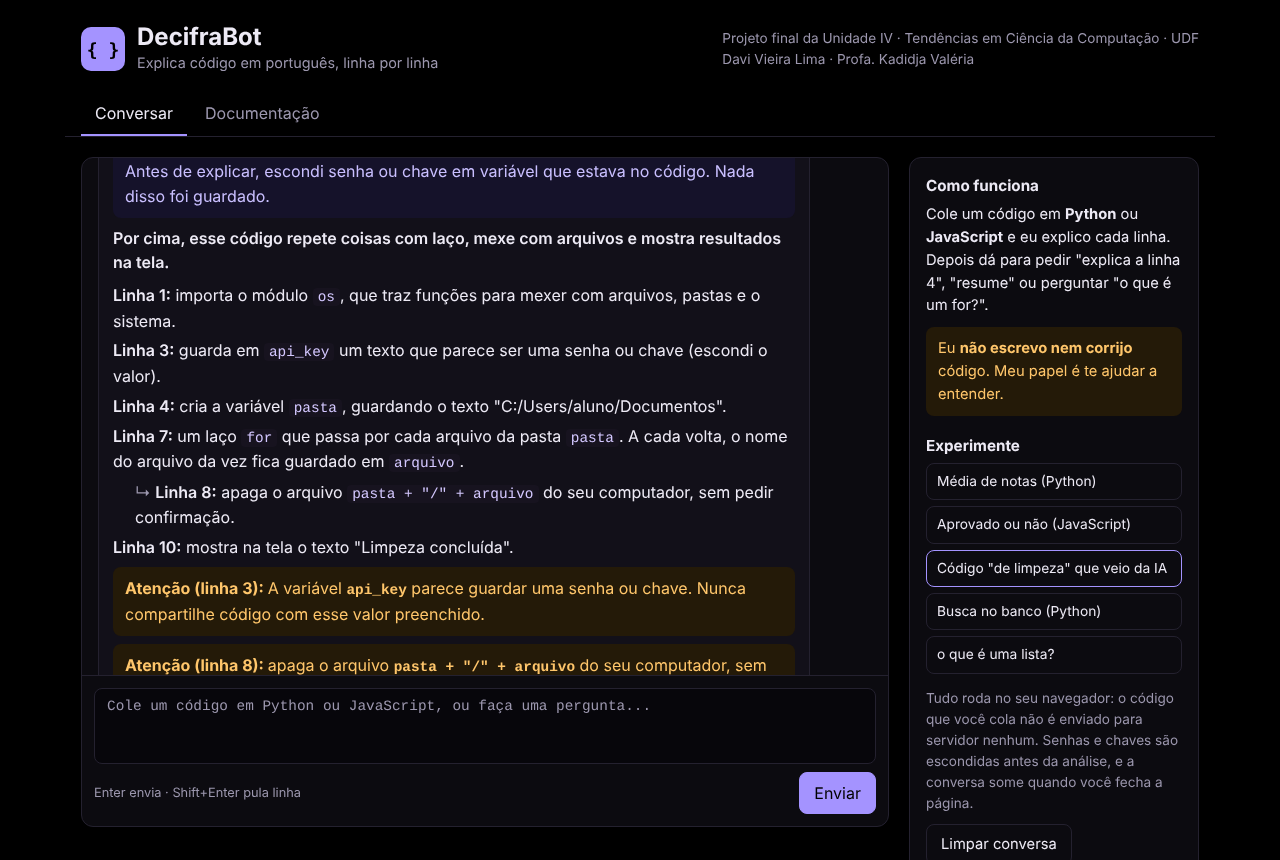 { }
DecifraBot
Explica código em português, linha por linha
Projeto final da Unidade IV · Tendências em Ciência da Computação · UDF
Davi Vieira Lima · Profa. Kadidja Valéria
Conversar
Documentação
Antes de explicar, escondi senha ou chave em variável que estava no código. Nada
disso foi guardado.
Por cima, esse código repete coisas com laço, mexe com arquivos e mostra resultados
na tela.
Linha 1: importa o módulo os, que traz funções para mexer com arquivos, pastas e o
sistema.
Linha 3: guarda em api_key um texto que parece ser uma senha ou chave (escondi o
valor).
Linha 4: cria a variável pasta, guardando o texto "C:/Users/aluno/Documentos".
Linha 7: um laço for que passa por cada arquivo da pasta pasta. A cada volta, o nome
do arquivo da vez fica guardado em arquivo.
↳ Linha 8: apaga o arquivo pasta + "/" + arquivo do seu computador, sem pedir
confirmação.
Linha 10: mostra na tela o texto "Limpeza concluída".
Atenção (linha 3): A variável api_key parece guardar uma senha ou chave. Nunca
compartilhe código com esse valor preenchido.
Atenção (linha 8): apaga o arquivo pasta + "/" + arquivo do seu computador, sem
Cole um código em Python ou JavaScript, ou faça uma pergunta...
Enter envia · Shift+Enter pula linha
Enviar
Como funciona
Cole um código em Python ou
JavaScript e eu explico cada linha.
Depois dá para pedir "explica a linha
4", "resume" ou perguntar "o que é
um for?".
Eu não escrevo nem corrijo
código. Meu papel é te ajudar a
entender.
Experimente
Média de notas (Python)
Aprovado ou não (JavaScript)
Código "de limpeza" que veio da IA
Busca no banco (Python)
o que é uma lista?
Tudo roda no seu navegador: o código
que você cola não é enviado para
servidor nenhum. Senhas e chaves são
escondidas antes da análise, e a
conversa some quando você fecha a
página.
Limpar conversa